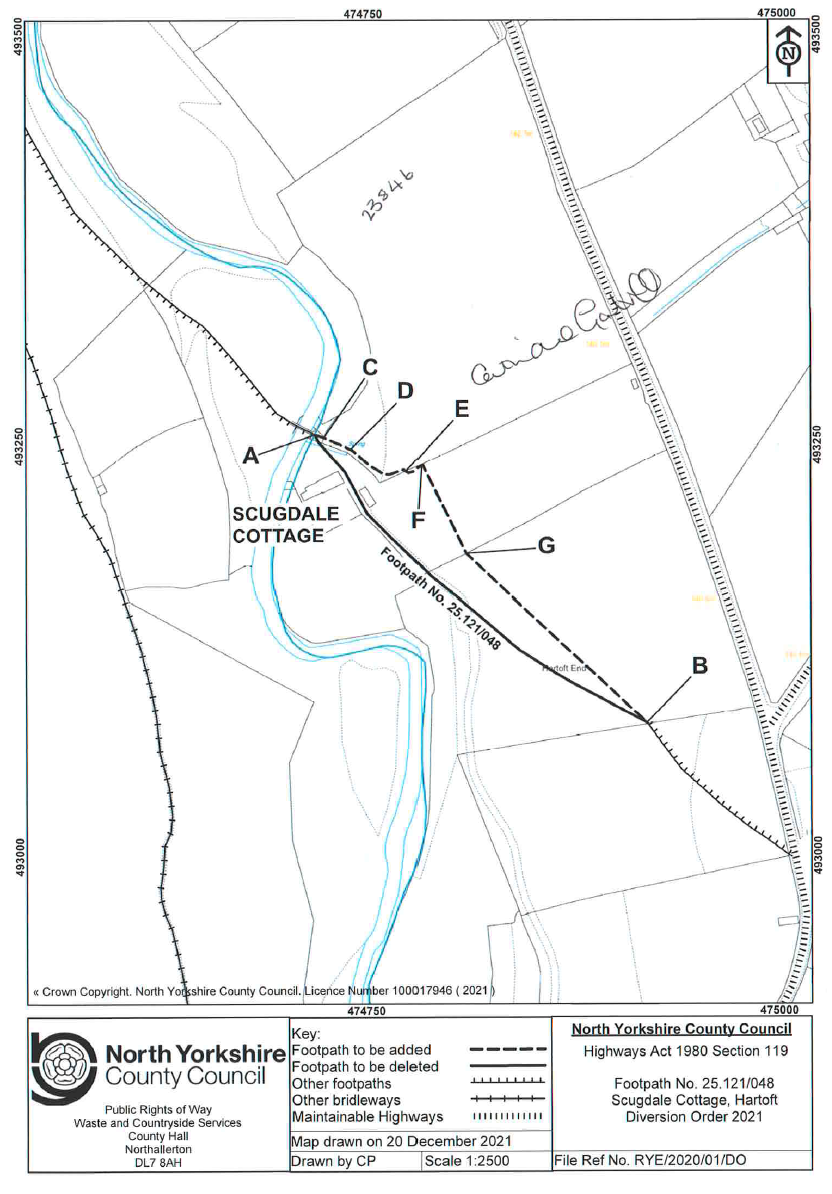 474750
475000
493500
493500
N
23846
C
D
E
A
493250
493250
F
SCUGDALE
COTTAGE
G
Footpath No. 25.121/048
Hartoft End
B
493000
493000
« Crown Copyright. North Yorkshire County Council. Licence Number 100017946 ( 2021 )
474750
475000
North Yorkshire
County Council
Public Rights of Way
Waste and Countryside Services
County Hall
Northallerton
DL7 8AH
Key:
Footpath to be added
Footpath to be deleted
Other footpaths
Other bridleways
Maintainable Highways
Map drawn on 20 December 2021
Drawn by CP
Scale 1:2500
North Yorkshire County Council
Highways Act 1980 Section 119
Footpath No. 25.121/048
Scugdale Cottage, Hartoft
Diversion Order 2021
File Ref No. RYE/2020/01/DO